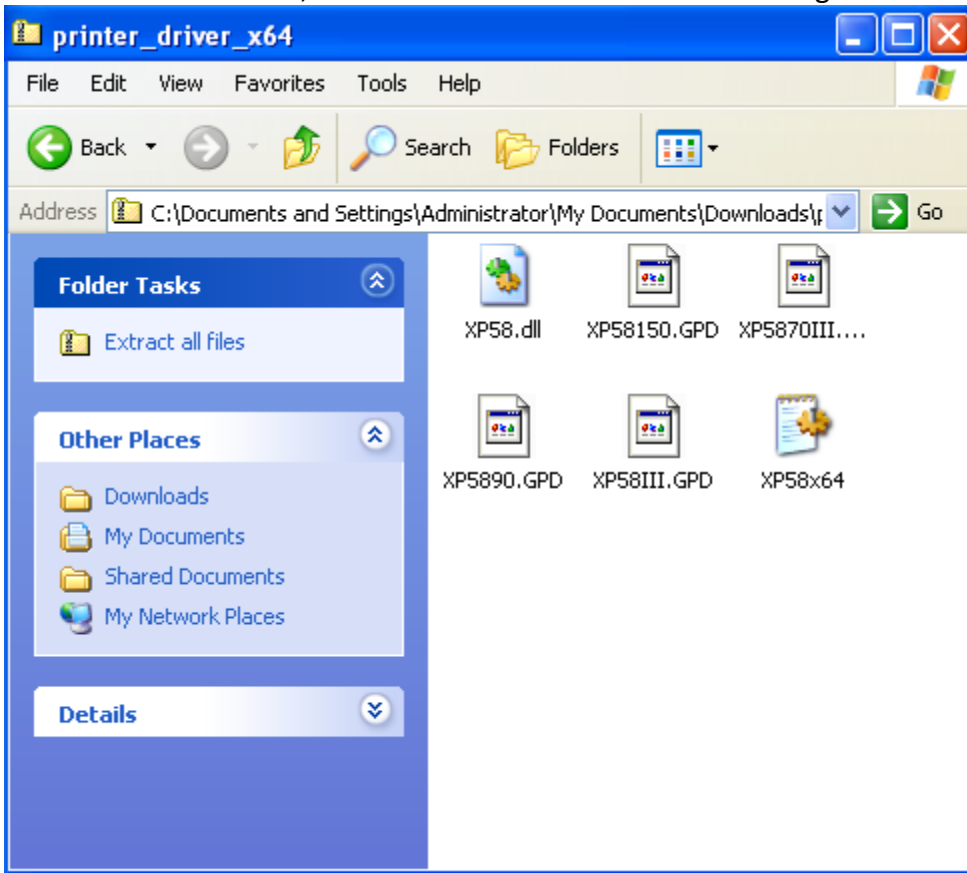 printer_driver_x64
File Edit View Favorites Tools Help
Back Search Folders
Address C:\Documents and Settings\Administrator\My Documents\Downloads\p Go
Folder Tasks
Extract all files
Other Places
Downloads
My Documents
Shared Documents
My Network Places
Details
XP58.dll XP58150.GPD XP5870III....
XP5890.GPD XP58III.GPD XP58x64